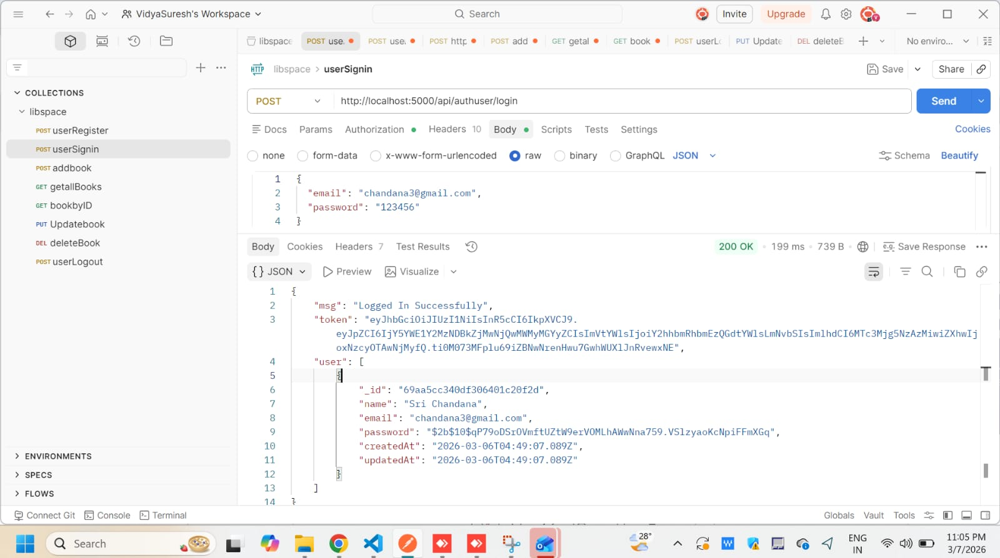 VidyaSuresh's Workspace
Search
Invite
Upgrade
libspace
POST use.
POST use.
POST http
POST add
GET getal
GET book
POST userLo
PUT Update
DEL deleteB
No enviro...
HTTP libspace > userSignin
Save
Share
POST
http://localhost:5000/api/authuser/login
Send
Docs Params Authorization Headers 10 Body Scripts Tests Settings
Cookies
none form-data x-www-form-urlencoded raw binary GraphQL JSON
Schema Beautify
1 {
2 "email": "chandana3@gmail.com",
3 "password": "123456"
4 }
COLLECTIONS
libspace
POST userRegister
POST userSignin
POST addbook
GET getallBooks
GET bookbyID
PUT Updatebook
DEL deleteBook
POST userLogout
ENVIRONMENTS
SPECS
FLOWS
Body Cookies Headers 7 Test Results
200 OK • 199 ms • 739 B
e.g. Save Response
{} JSON Preview Visualize
1 {
2 "msg": "Logged In Successfully",
3 "token": "eyJhbGciOiJIUzI1NiIsInR5cCI6IkpXVCJ9.
eyJpZCI6IjY5YWE1Y2MzNDBkZjMwNjQwMWMyMGYyZCIsImVtYWlsIjoiY2hhbmRhbmEzQGdtYWlsLmNvbSIsImlhdCI6MTc3Mjg5NzAzMiwiZXhwIj
oxNzcyOTAwNjMyfQ.ti0M073MFplu69iZBNwNrenHwu7GwhWUXlJnRvewxNE",
4 "user": [
5 {
6 "_id": "69aa5cc340df306401c20f2d",
7 "name": "Sri Chandana",
8 "email": "chandana3@gmail.com",
9 "password": "$2b$10$qP79oDSrOVmftUZtW9erVOMLhAWwNna759.VSlzyaoKcNpiFFmXGq",
10 "createdAt": "2026-03-06T04:49:07.089Z",
11 "updatedAt": "2026-03-06T04:49:07.089Z"
12 }
13 ]
14 }
Connect Git Console Terminal
Globals Vault Tools
Search
28°
ENG
IN
11:05 PM
3/7/2026